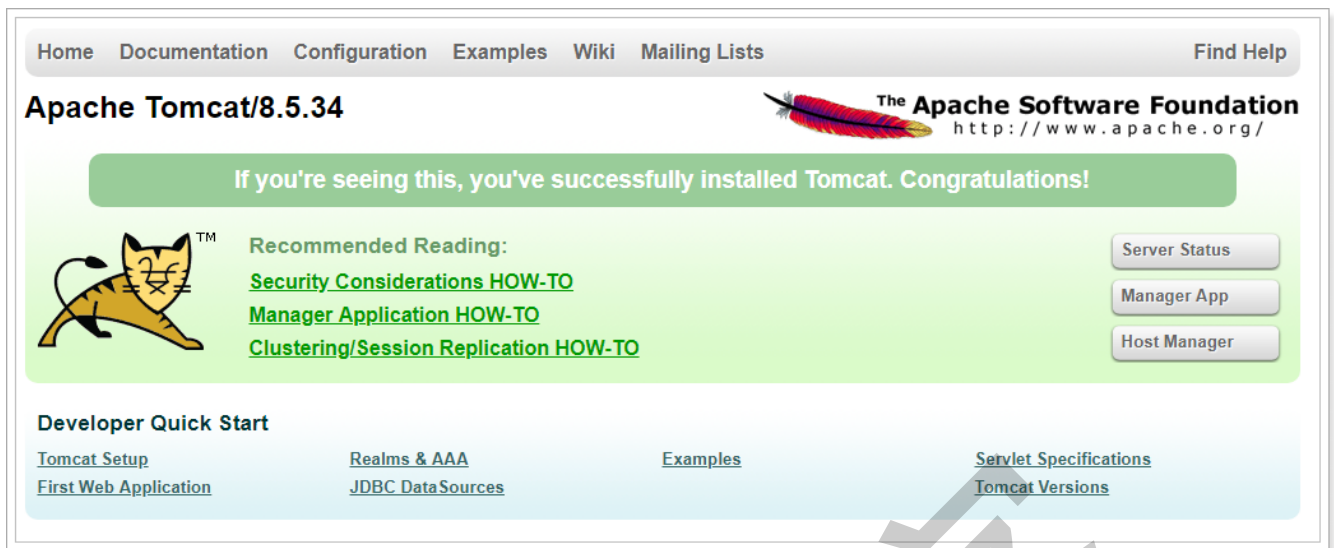 Home Documentation Configuration Examples Wiki Mailing Lists Find Help
Apache Tomcat/8.5.34
The Apache Software Foundation
http://www.apache.org/
If you're seeing this, you've successfully installed Tomcat. Congratulations!
TM
Recommended Reading:
Security Considerations HOW-TO
Manager Application HOW-TO
Clustering/Session Replication HOW-TO
Server Status
Manager App
Host Manager
Developer Quick Start
Tomcat Setup
First Web Application
Realms & AAA
JDBC DataSources
Examples
Servlet Specifications
Tomcat Versions